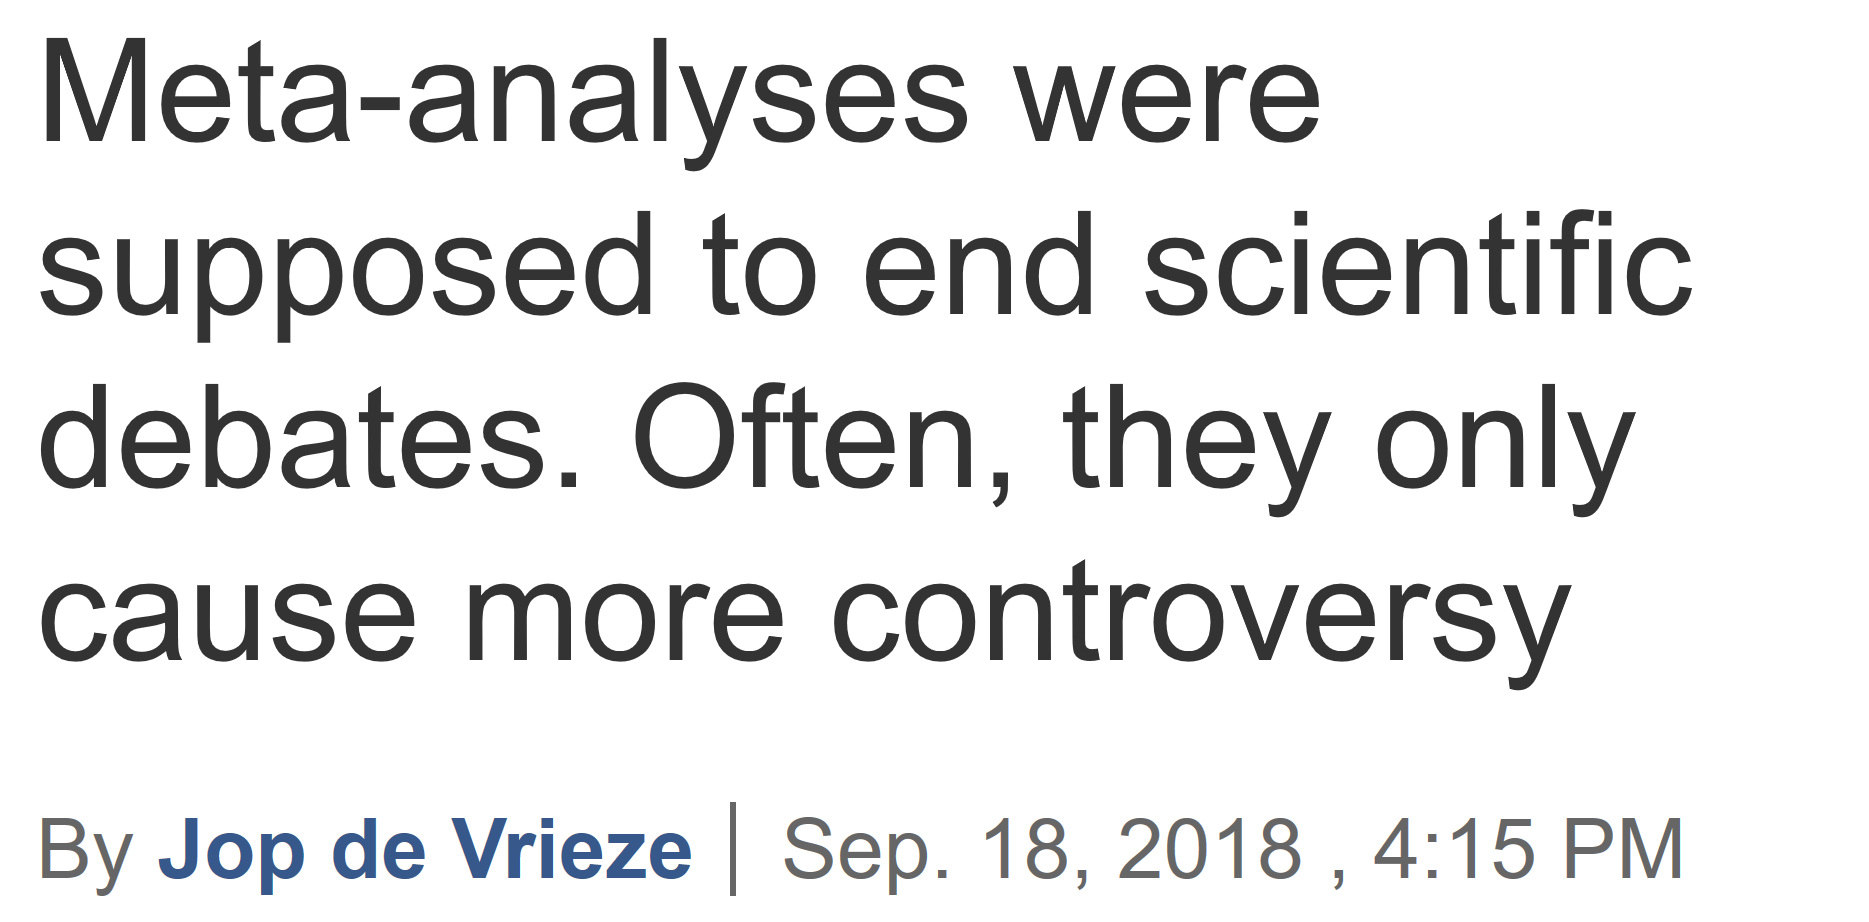 Meta-analyses were
supposed to end scientific
debates. Often, they only
cause more controversy
By Jop de Vrieze | Sep. 18, 2018 , 4:15 PM